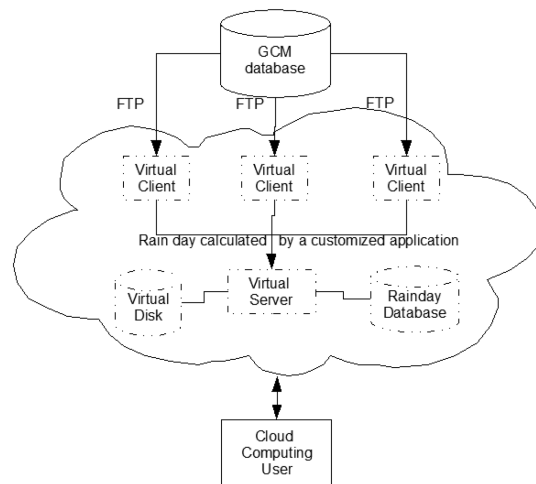 GCM
database
FTP
FTP
FTP
Virtual
Client
Virtual
Client
Virtual
Client
Rain day calculated by a customized application
Virtual
Disk
Virtual
Server
Rainday
Database
Cloud
Computing
User